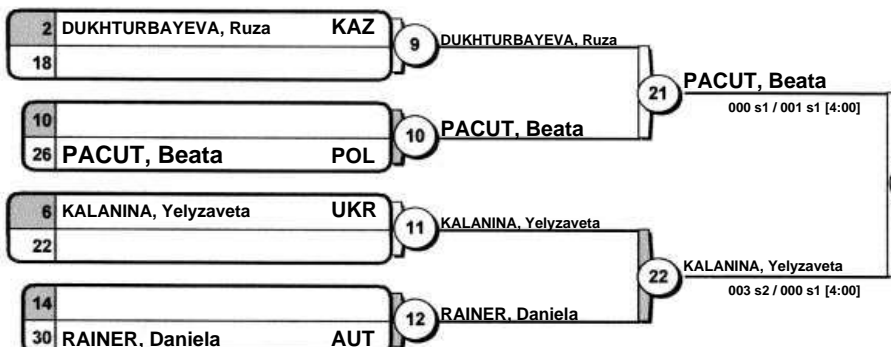 2 DUKHTURBAYEVA, Ruza KAZ
18
9 DUKHTURBAYEVA, Ruza
10
26 PACUT, Beata POL
10 PACUT, Beata
21 PACUT, Beata
000 s1 / 001 s1 [4:00]
6 KALANINA, Yelyzaveta UKR
22
11 KALANINA, Yelyzaveta
14
30 RAINER, Daniela AUT
12 RAINER, Daniela
22 KALANINA, Yelyzaveta
003 s2 / 000 s1 [4:00]